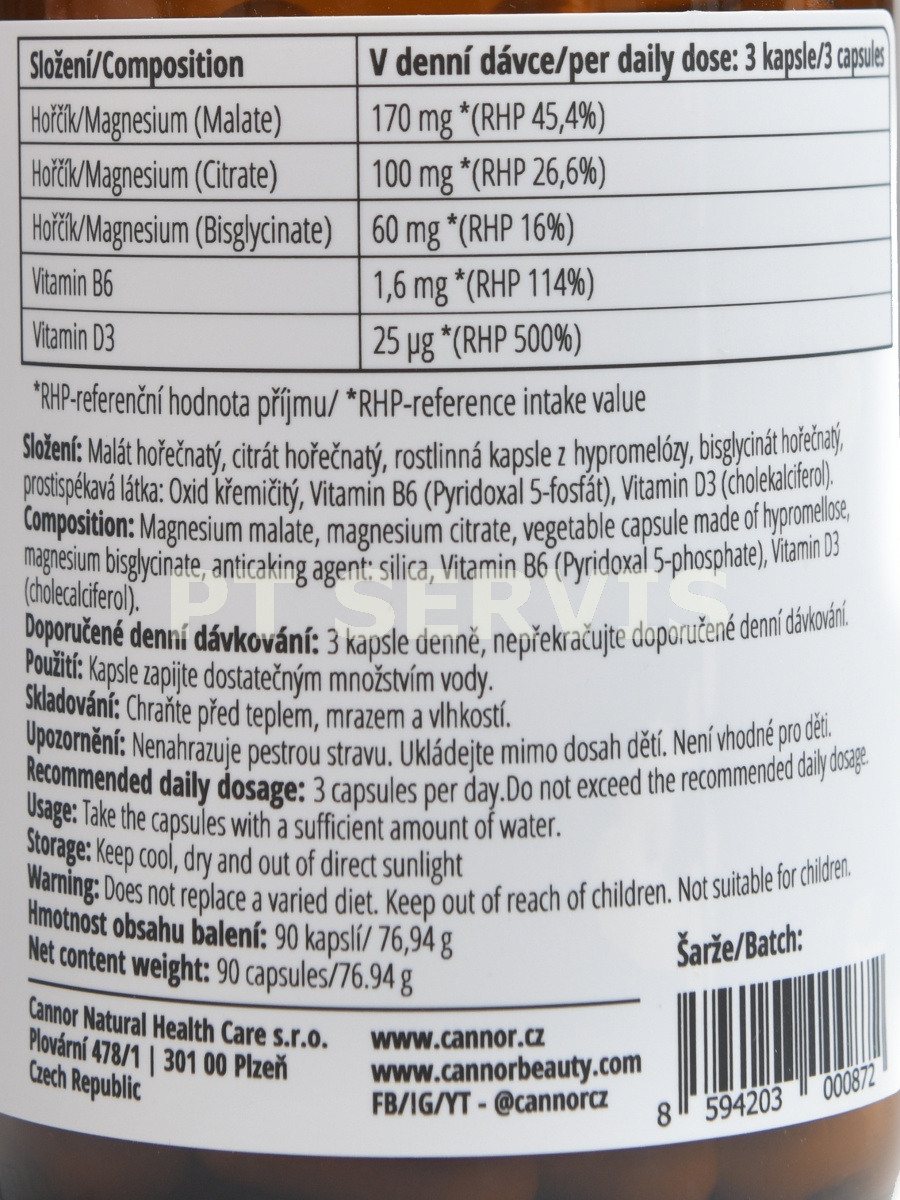 Složení/Composition V denní dávce/per daily dose: 3 kapsle/3 capsules
Hořčík/Magnesium (Malate) 170 mg *(RHP 45,4%)
Hořčík/Magnesium (Citrate) 100 mg *(RHP 26,6%)
Hořčík/Magnesium (Bisglycinate) 60 mg *(RHP 16%)
Vitamin B6 1,6 mg *(RHP 114%)
Vitamin D3 25 µg *(RHP 500%)
*RHP-referenční hodnota příjmu/ *RHP-reference intake value
Složení: Malát hořečnatý, citrát hořečnatý, rostlinná kapsle z hypromelózy, bisglycinát hořečnatý,
prostispékavá látka: Oxid křemičitý, Vitamin B6 (Pyridoxal 5-fosfát), Vitamin D3 (cholekalciferol).
Composition: Magnesium malate, magnesium citrate, vegetable capsule made of hypromellose,
magnesium bisglycinate, anticaking agent: silica, Vitamin B6 (Pyridoxal 5-phosphate), Vitamin D3
(cholecalciferol).
PT SERVIS
Doporučené denní dávkování: 3 kapsle denně, nepřekračujte doporučené denní dávkování.
Použití: Kapsle zapijte dostatečným množstvím vody.
Skladování: Chraňte před teplem, mrazem a vlhkostí.
Upozornění: Nenahrazuje pestrou stravu. Ukládejte mimo dosah dětí. Není vhodné pro děti.
Recommended daily dosage: 3 capsules per day.Do not exceed the recommended daily dosage.
Usage: Take the capsules with a sufficient amount of water.
Storage: Keep cool, dry and out of direct sunlight
Warning: Does not replace a varied diet. Keep out of reach of children. Not suitable for children.
Hmotnost obsahu balení: 90 kapslí/ 76,94 g
Net content weight: 90 capsules/76.94 g
Šarže/Batch:
Cannor Natural Health Care s.r.o.
Plovární 478/1 | 301 00 Plzeň
Czech Republic
www.cannor.cz
www.cannorbeauty.com
FB/IG/YT - @cannorcz
8 594203 000872